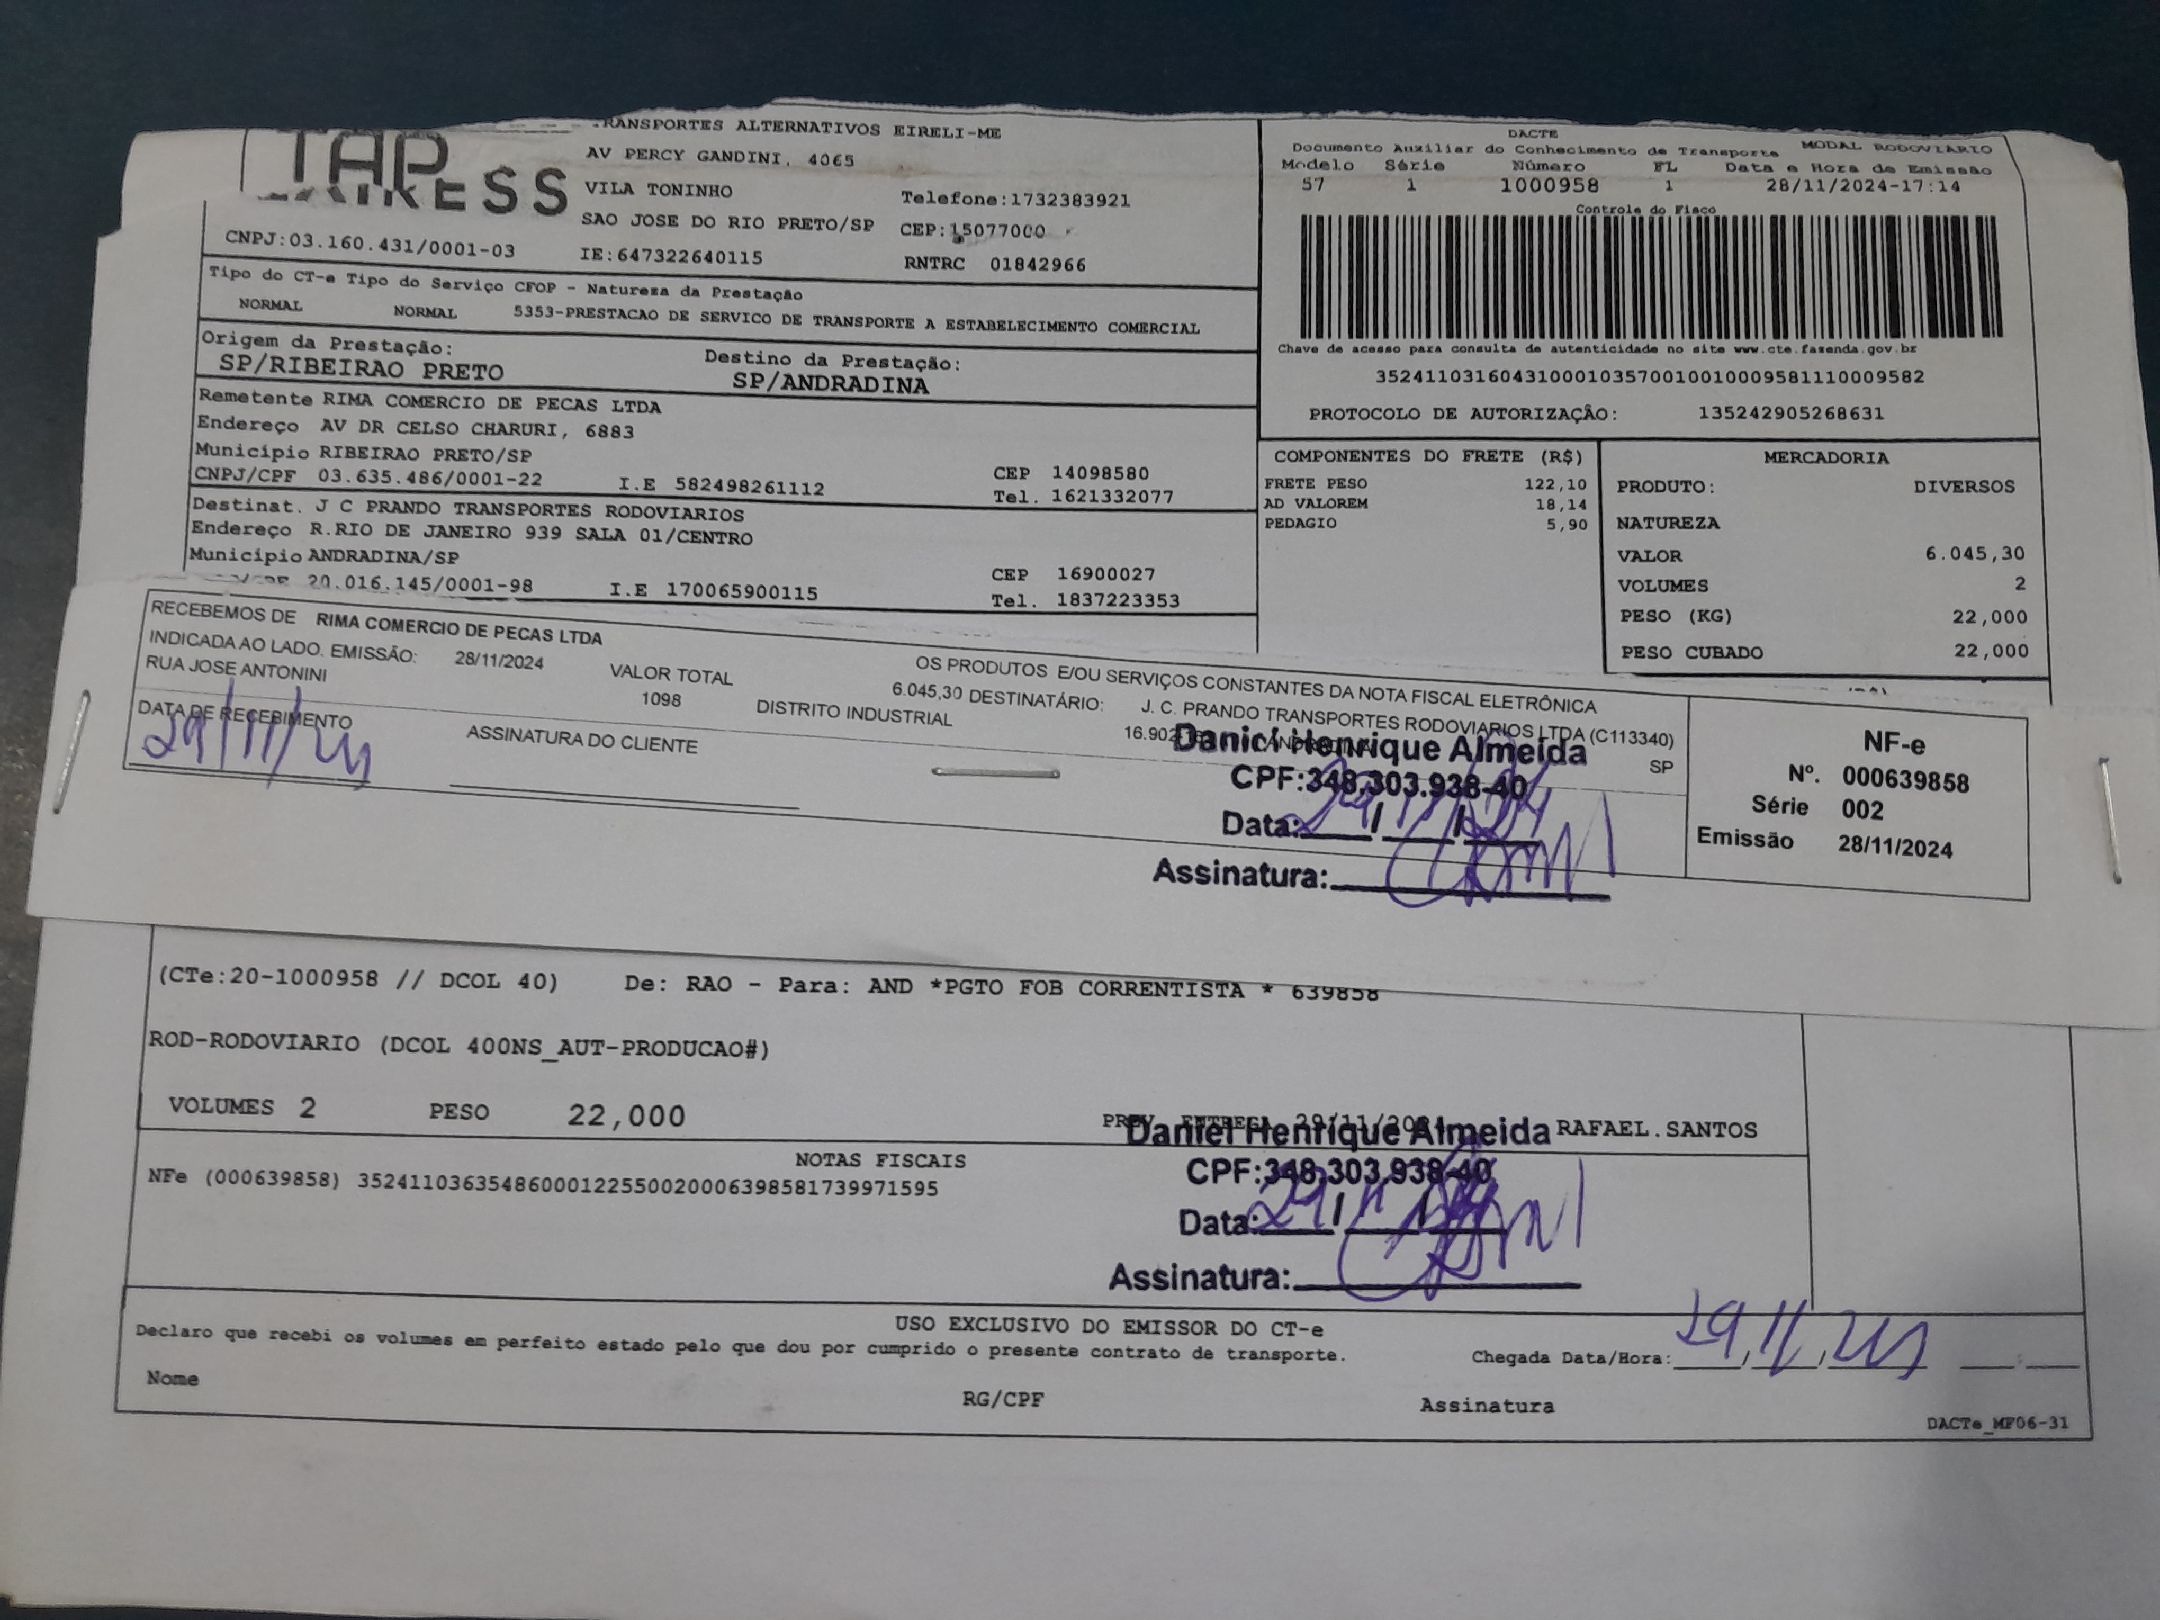 TAP
EXPRESS
TRANSPORTES ALTERNATIVOS EIRELI-ME
AV PERCY GANDINI, 4065
VILA TONINHO
Telefone:1732383921
SAO JOSE DO RIO PRETO/SP
CEP:15077000
CNPJ:03.160.431/0001-03
IE:647322640115
RNTRC 01842966
DACTE
Documento Auxiliar do Conhecimento de Transporte MODAL RODOVIARIO
Modelo Série Número FL Data e Hora de Emissão
57 1 1000958 1 28/11/2024-17:14
Controle do Fisco
Chave de acesso para consulta de autenticidade no site www.cte.fazenda.gov.br
35241103160431000103570010010009581110009582
PROTOCOLO DE AUTORIZAÇÃO: 135242905268631
Tipo do CT-e Tipo do Serviço CFOP - Natureza da Prestação
NORMAL NORMAL 5353-PRESTACAO DE SERVICO DE TRANSPORTE A ESTABELECIMENTO COMERCIAL
Origem da Prestação: Destino da Prestação:
SP/RIBEIRAO PRETO SP/ANDRADINA
Remetente RIMA COMERCIO DE PECAS LTDA
Endereço AV DR CELSO CHARURI, 6883
Município RIBEIRAO PRETO/SP
CEP 14098580
CNPJ/CPF 03.635.486/0001-22 I.E 582498261112
Tel. 1621332077
Destinat. J C PRANDO TRANSPORTES RODOVIARIOS
Endereço R.RIO DE JANEIRO 939 SALA 01/CENTRO
Município ANDRADINA/SP
CEP 16900027
20.016.145/0001-98 I.E 170065900115
Tel. 1837223353
COMPONENTES DO FRETE (R$)
FRETE PESO 122,10
AD VALOREM 18,14
PEDAGIO 5,90
MERCADORIA
PRODUTO: DIVERSOS
NATUREZA
VALOR 6.045,30
VOLUMES 2
PESO (KG) 22,000
PESO CUBADO 22,000
RECEBEMOS DE RIMA COMERCIO DE PECAS LTDA OS PRODUTOS E/OU SERVIÇOS CONSTANTES DA NOTA FISCAL ELETRÔNICA
INDICADA AO LADO. EMISSÃO: 28/11/2024 VALOR TOTAL 6.045,30 DESTINATÁRIO: J. C. PRANDO TRANSPORTES RODOVIARIOS LTDA (C113340)
RUA JOSE ANTONINI 1098 DISTRITO INDUSTRIAL SP
DATA DE RECEBIMENTO ASSINATURA DO CLIENTE
29/11/24
Daniel Henrique Almeida
CPF:348.303.938-40
Data: 29/11/24
Assinatura:
NF-e
Nº. 000639858
Série 002
Emissão 28/11/2024
(CTe:20-1000958 // DCOL 40) De: RAO - Para: AND *PGTO FOB CORRENTISTA * 639858
ROD-RODOVIARIO (DCOL 400NS_AUT-PRODUCAO#)
VOLUMES 2 PESO 22,000 PREV. ENTREGA 29/11/202 RAFAEL.SANTOS
NOTAS FISCAIS
NFe (000639858) 35241103635486000122550020006398581739971595
Daniel Henrique Almeida
CPF:348.303.938-40
Data: 29/11/24
Assinatura:
USO EXCLUSIVO DO EMISSOR DO CT-e
Declaro que recebi os volumes em perfeito estado pelo que dou por cumprido o presente contrato de transporte.
Chegada Data/Hora: 29/11/24
Nome RG/CPF Assinatura
DACTe_MF06-31